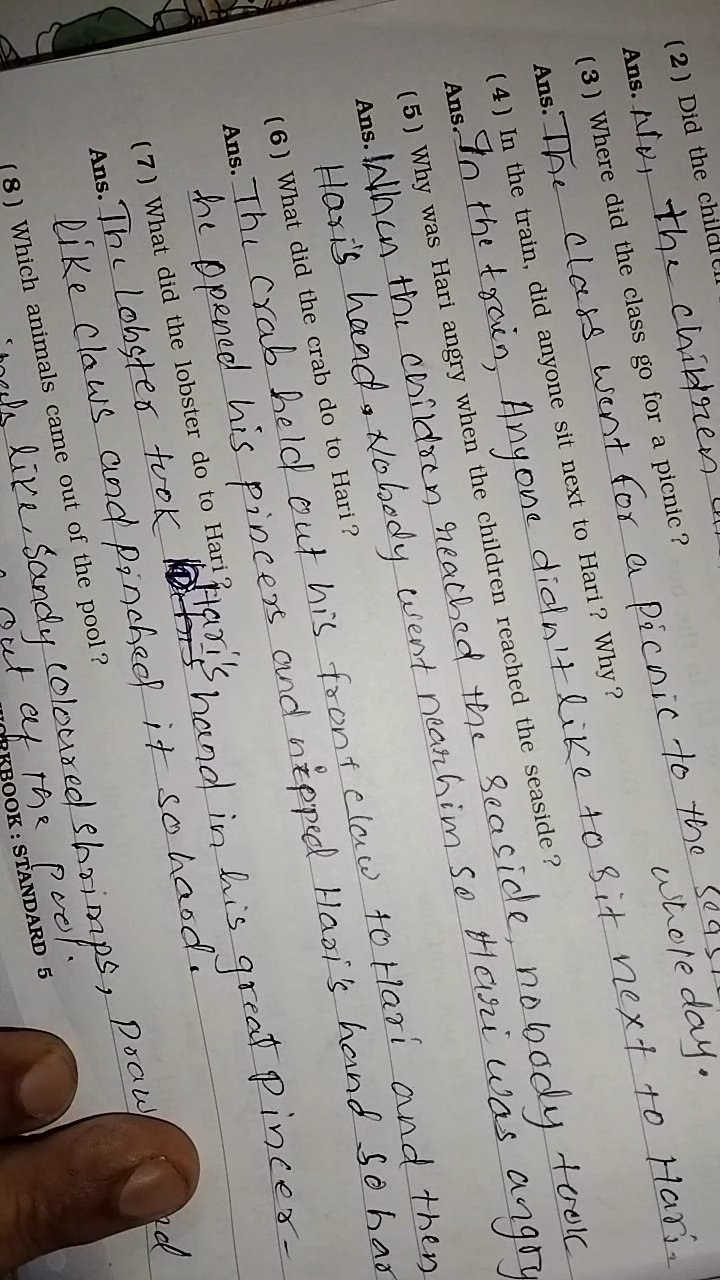 (2) Did the children
Ans. No, the children
whole day.
(3) Where did the class go for a picnic?
Ans. The class went for a picnic to the
(4) In the train, did anyone sit next to Hari? Why?
Ans. In the train, Anyone didn't like to sit next to Hari.
(5) Why was Hari angry when the children reached the seaside?
Ans. When the children reached the seaside, nobody took
Hari's hand. Nobody went near him so Hari was angry
(6) What did the crab do to Hari?
Ans. The crab held out his front claw to Hari and then
he opened his pincers and nipped Hari's hand so har
(7) What did the lobster do to Hari?
Ans. The lobster took Hari's hand in his great pincer-
like claws and pinched it so hard.
(8) Which animals came out of the pool?
like, Sandy coloured shrimps, prawn
out of the pool.
WORKBOOK : STANDARD 5